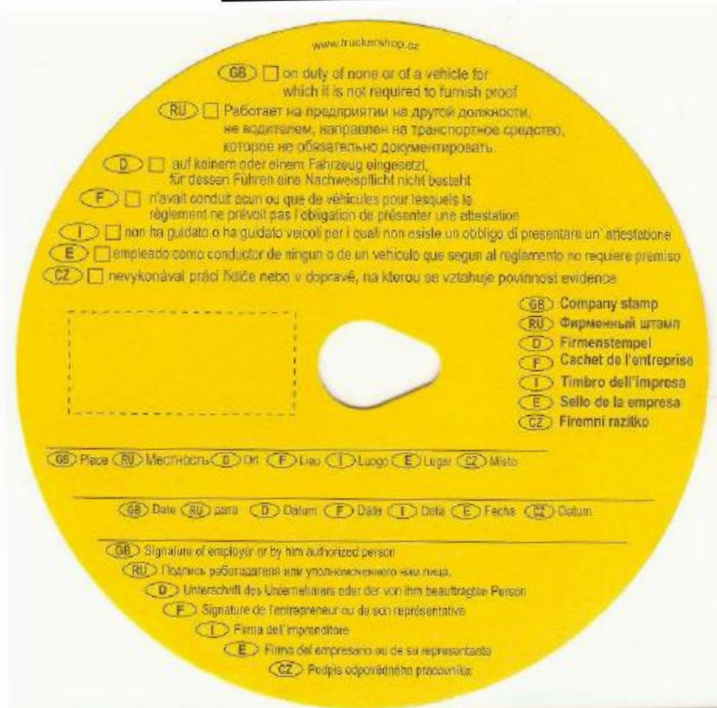 www.truckershop.cz
GB on duty of none or of a vehicle for
which it is not required to furnish proof
RU Работает на предприятии на другой должности,
не водителем, направлен на транспортное средство,
которое не обязательно документировать.
D auf keinem oder einem Fahrzeug eingesetzt,
für dessen Führen eine Nachweispflicht nicht besteht
F n'avait conduit acun ou que de véhicules pour lesquels le
règlement ne prévoit pas l'obligation de présenter une attestation
I non ha guidato o ha guidato veicoli per i quali non esiste un obbligo di presentare un' attestatione
E empleado como conductor de ningun o de un vehiculo que segun al reglamento no requiere premiso
CZ nevykonával práci řidiče nebo v dopravě, na kterou se vztahuje povinnost evidence
GB Company stamp
RU Фирменный штамп
D Firmenstempel
F Cachet de l'entreprise
I Timbro dell'impresa
E Sello de la empresa
CZ Firemní razítko
GB Place RU Местность D Ort F Lieu I Luogo E Lugar CZ Místo
GB Date RU дата D Datum F Date I Data E Fecha CZ Datum
GB Signature of employer or by him authorized person
RU Подпись работадателя или уполномоченного ним лица,
D Unterschrift des Unternehmers oder der von ihm beauftragten Person
F Signature de l'entrepreneur ou de son représentative
I Firma dell'imprenditore
E Firma del empresario ou de su representante
CZ Podpis odpovědného pracovníka